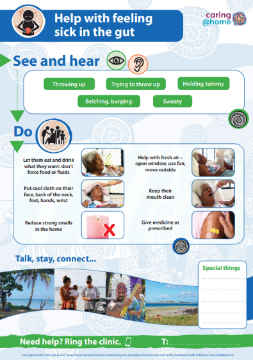 Help with feeling
sick in the gut
caring
@home
See and hear
Throwing up
Trying to throw up
Holding tummy
Belching, burping
Sweaty
Do
Let them eat and drink
what they want: don't
force food or fluids
Help with fresh air –
open window, use fan,
move outside
Put cool cloth on their
face, back of the neck,
feet, hands, wrist
Keep their
mouth clean
Reduce strong smells
in the home
Give medicine as
prescribed
Talk, stay, connect...
Special things
Need help? Ring the clinic.
T: